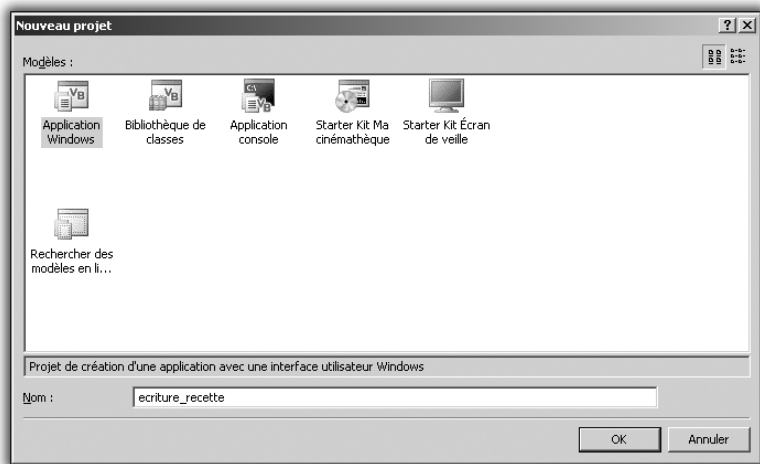 Nouveau projet
Modèles :
Application
Windows
Bibliothèque de
classes
Application
console
Starter Kit Ma
cinémathèque
Starter Kit Écran
de veille
Rechercher des
modèles en li...
Projet de création d'une application avec une interface utilisateur Windows
Nom :
ecriture_recette
OK
Annuler